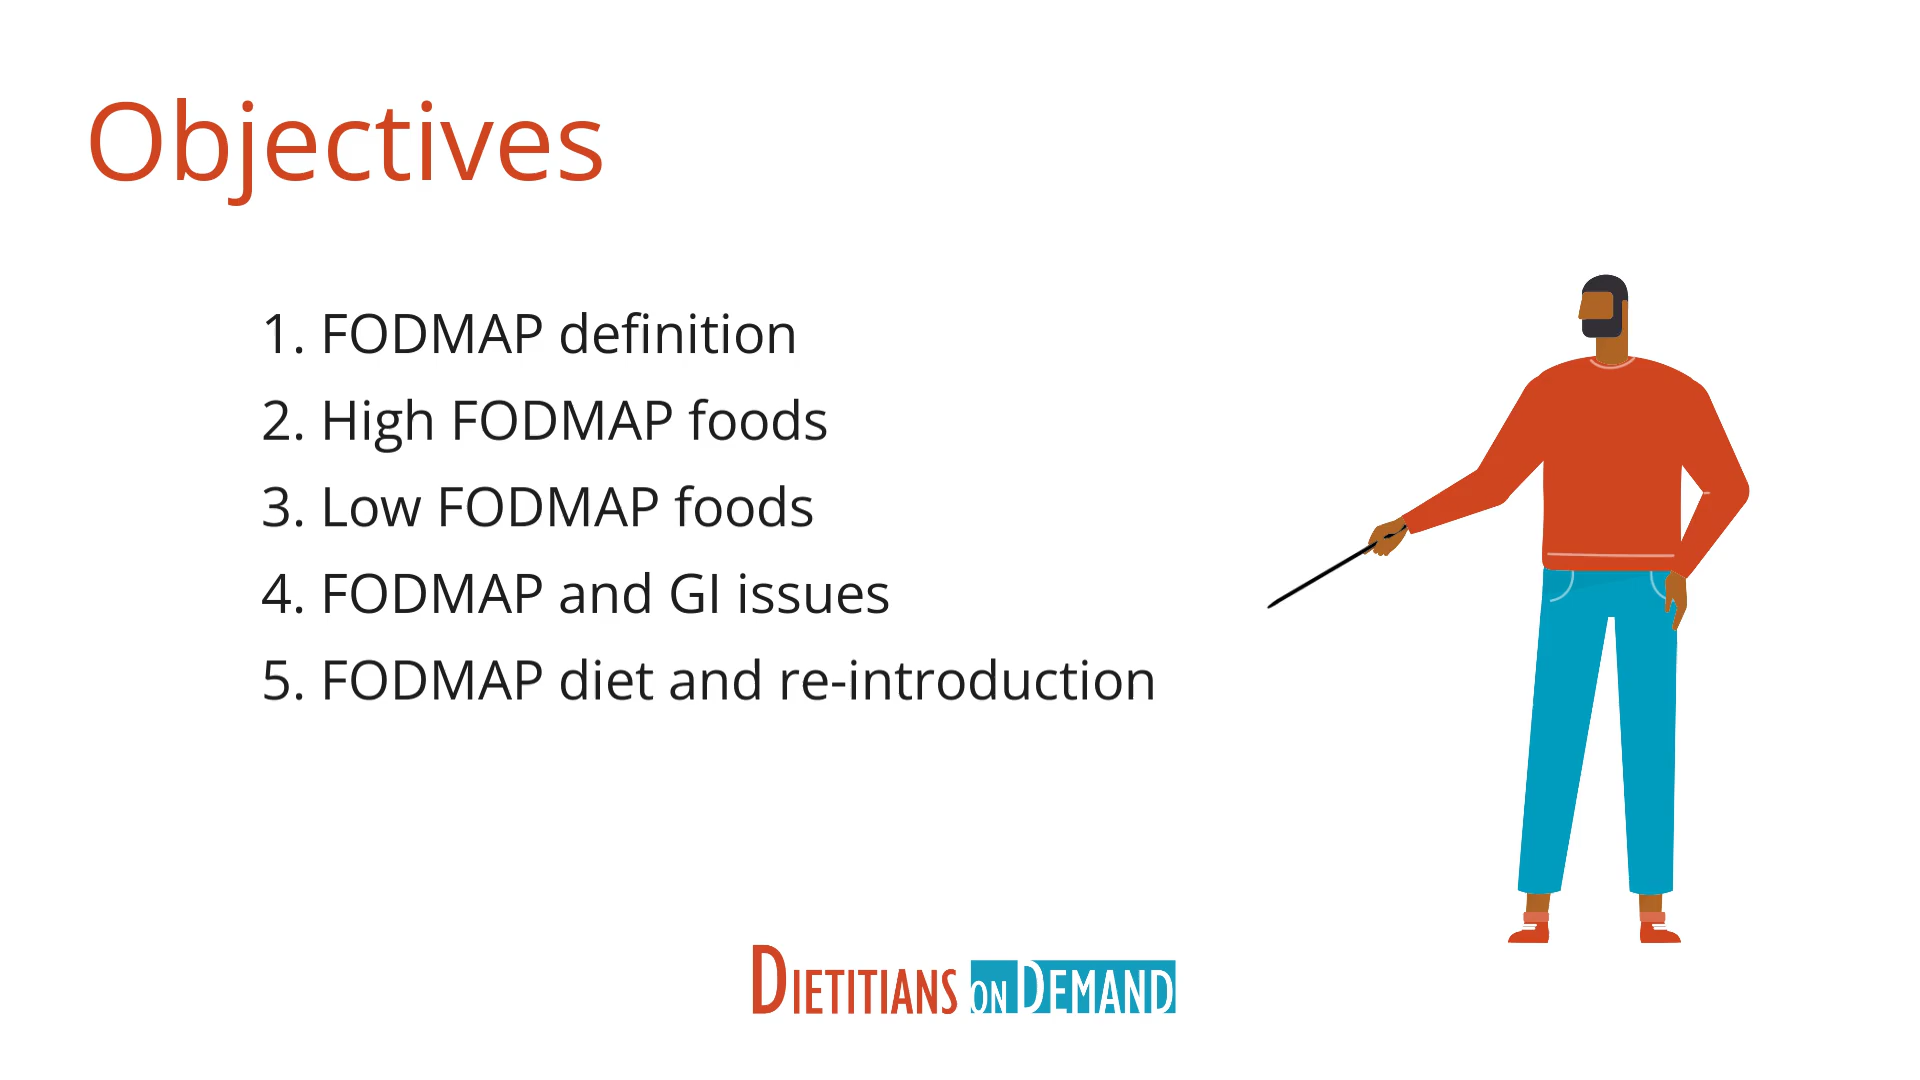 Objectives
1. FODMAP definition
2. High FODMAP foods
3. Low FODMAP foods
4. FODMAP and GI issues
5. FODMAP diet and re-introduction
DIETITIANS ON DEMAND